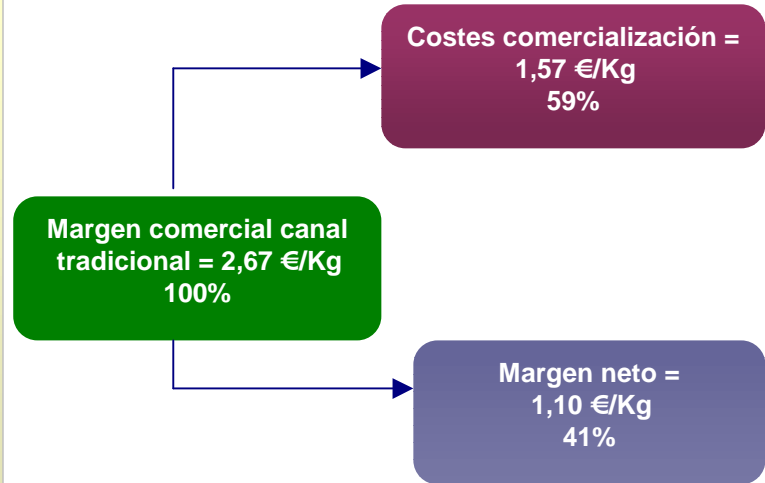 Costes comercialización =
1,57 €/Kg
59%
Margen comercial canal
tradicional = 2,67 €/Kg
100%
Margen neto =
1,10 €/Kg
41%